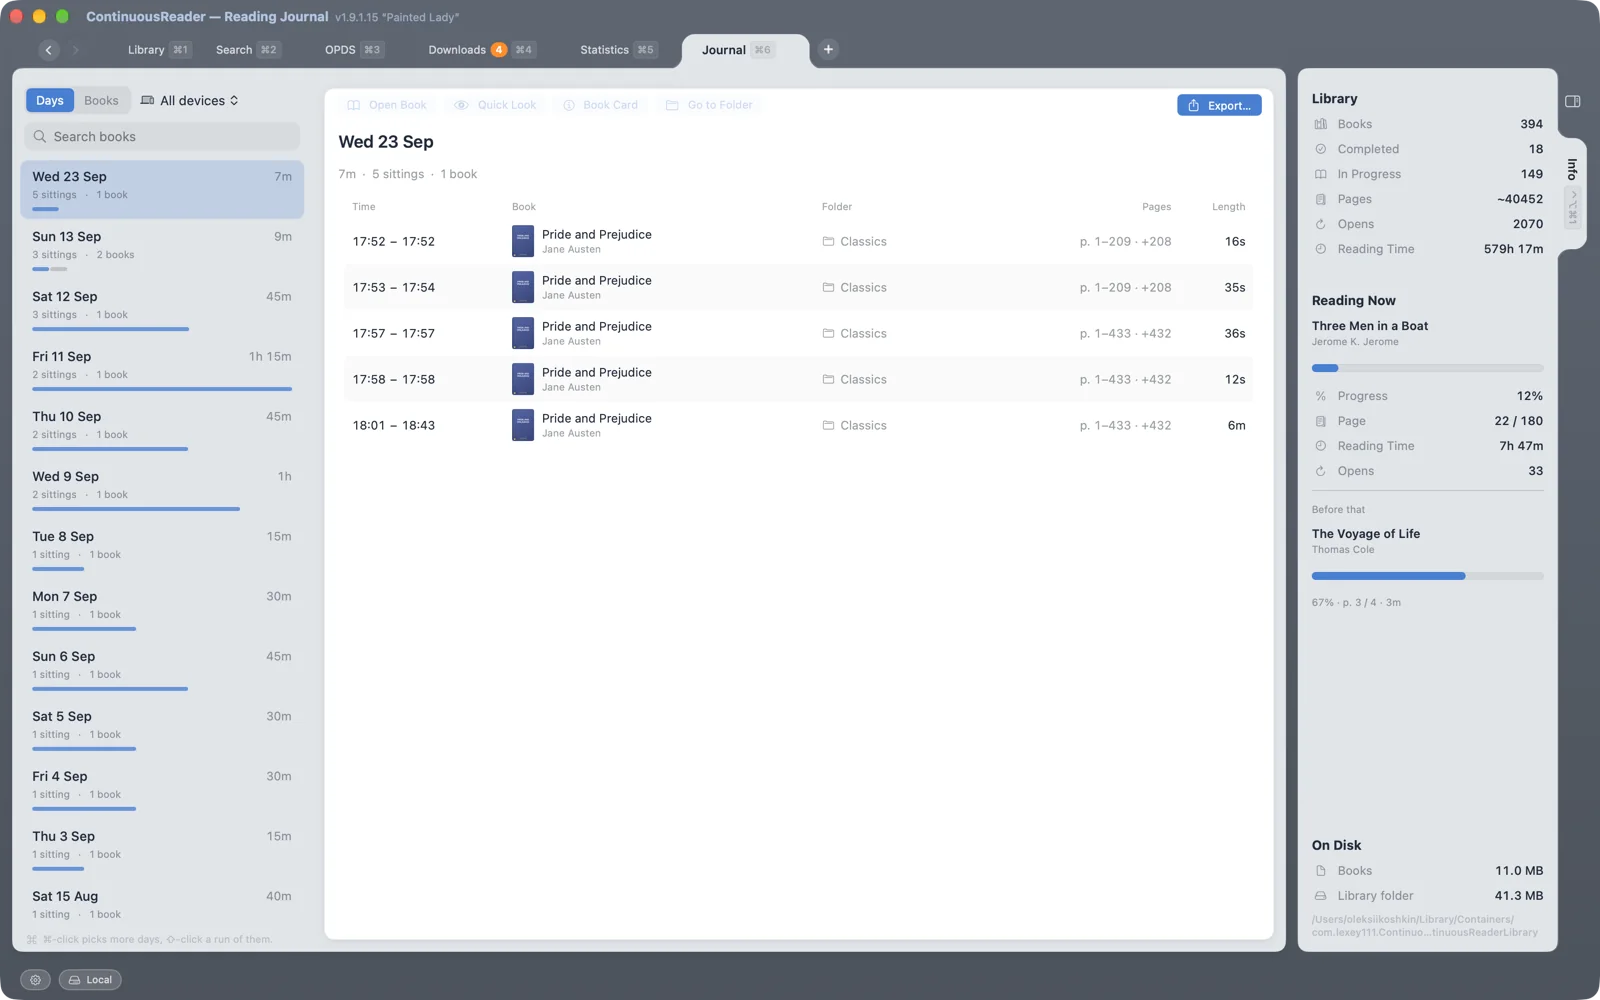 ContinuousReader — Reading Journal v1.9.1.15 "Painted Lady"
Library ⌘1 Search ⌘2 OPDS ⌘3 Downloads 4 ⌘4 Statistics ⌘5 Journal ⌘6 +
Days Books All devices
Search books
Wed 23 Sep 7m
5 sittings · 1 book
Sun 13 Sep 9m
3 sittings · 2 books
Sat 12 Sep 45m
3 sittings · 1 book
Fri 11 Sep 1h 15m
2 sittings · 1 book
Thu 10 Sep 45m
2 sittings · 1 book
Wed 9 Sep 1h
2 sittings · 1 book
Tue 8 Sep 15m
1 sitting · 1 book
Mon 7 Sep 30m
1 sitting · 1 book
Sun 6 Sep 45m
1 sitting · 1 book
Sat 5 Sep 30m
1 sitting · 1 book
Fri 4 Sep 30m
1 sitting · 1 book
Thu 3 Sep 15m
1 sitting · 1 book
Sat 15 Aug 40m
1 sitting · 1 book
⌘ ⌘-click picks more days, ⇧-click a run of them.
Open Book Quick Look Book Card Go to Folder Export...
Wed 23 Sep
7m · 5 sittings · 1 book
Time Book Folder Pages Length
17:52 – 17:52 Pride and Prejudice Classics p. 1–209 · +208 16s
Jane Austen
17:53 – 17:54 Pride and Prejudice Classics p. 1–209 · +208 35s
Jane Austen
17:57 – 17:57 Pride and Prejudice Classics p. 1–433 · +432 36s
Jane Austen
17:58 – 17:58 Pride and Prejudice Classics p. 1–433 · +432 12s
Jane Austen
18:01 – 18:43 Pride and Prejudice Classics p. 1–433 · +432 6m
Jane Austen
Library
Books 394
Completed 18
In Progress 149
Pages ~40452
Opens 2070
Reading Time 579h 17m
Reading Now
Three Men in a Boat
Jerome K. Jerome
Progress 12%
Page 22 / 180
Reading Time 7h 47m
Opens 33
Before that
The Voyage of Life
Thomas Cole
67% · p. 3 / 4 · 3m
On Disk
Books 11.0 MB
Library folder 41.3 MB
/Users/oleksiikoshkin/Library/Containers/
com.lexey111.Continuo...tinuousReaderLibrary
Info ⌃⌥⌘1
Local